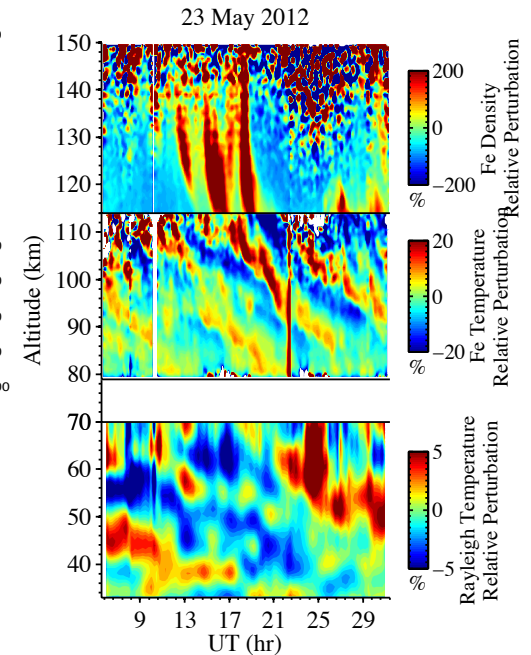 23 May 2012
150
140
130
120
110
100
90
80
70
60
50
40
Altitude (km)
9 13 17 21 25 29
UT (hr)
200
0
−200
%
Fe Density
Relative Perturbation
20
0
−20
%
Fe Temperature
Relative Perturbation
5
0
−5
%
Rayleigh Temperature
Relative Perturbation